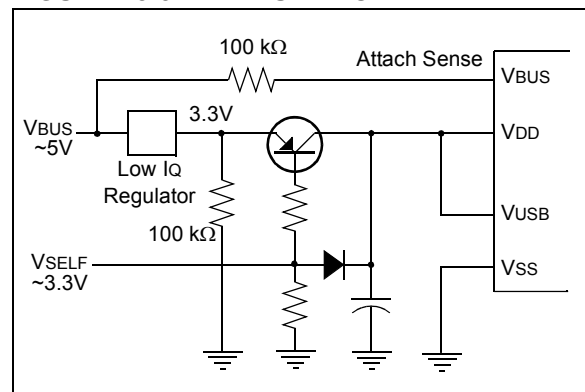 100 kΩ
Attach Sense
VBUS
3.3V
VBUS
~5V
VDD
Low IQ
Regulator
100 kΩ
VUSB
VSELF
~3.3V
VSS